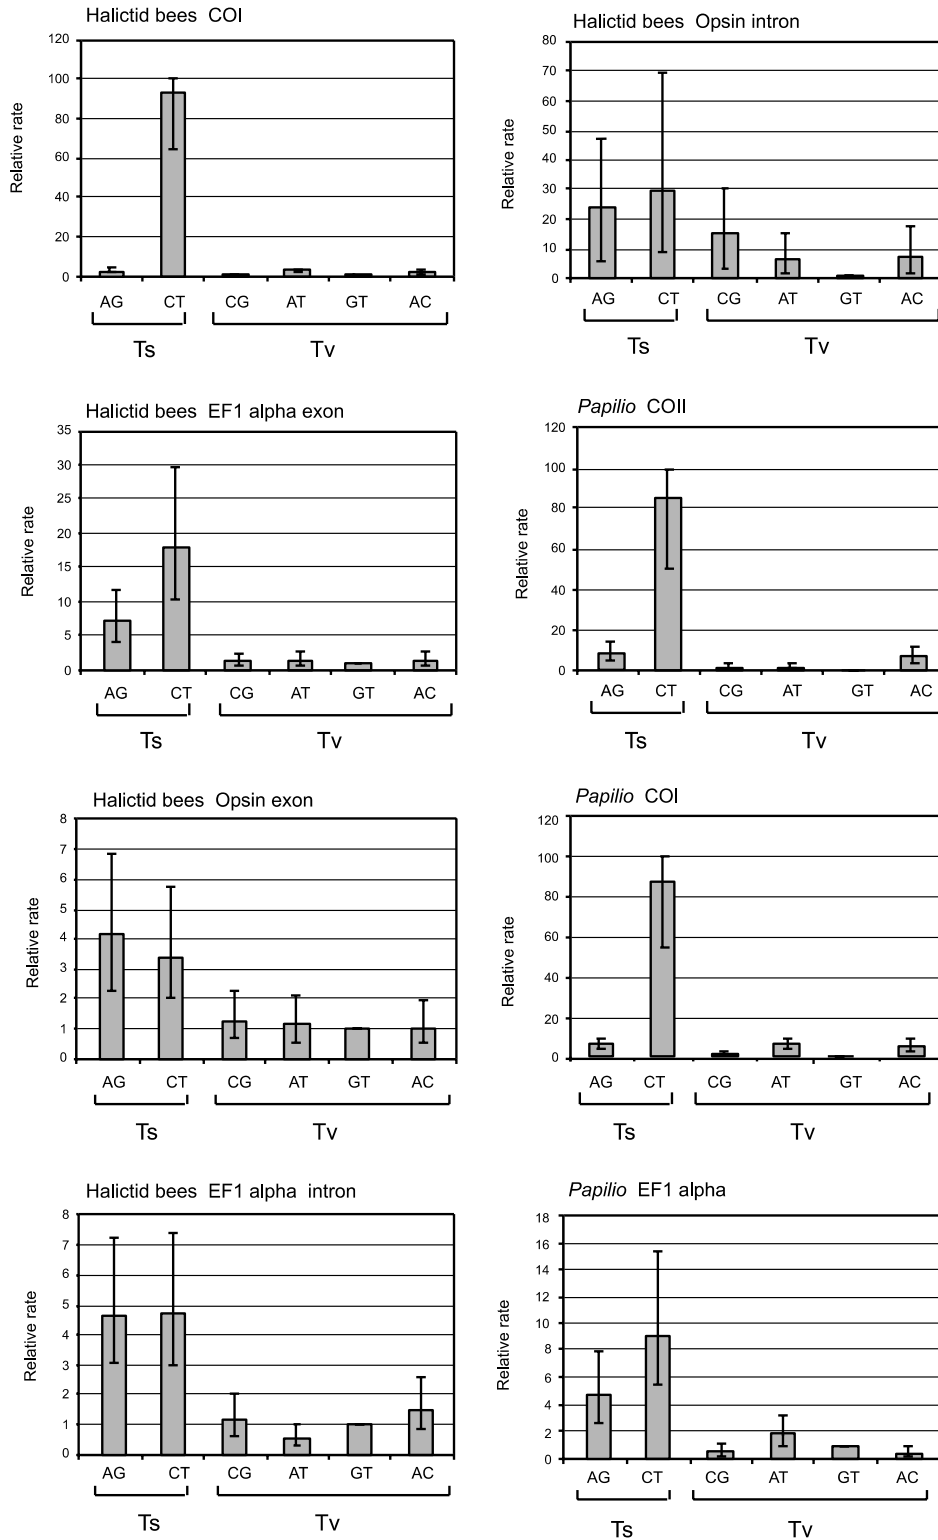 Halictid bees COI
120
100
80
60
40
20
0
Relative rate
AG CT CG AT GT AC
Ts Tv
Halictid bees Opsin intron
80
70
60
50
40
30
20
10
0
Relative rate
AG CT CG AT GT AC
Ts Tv
Halictid bees EF1 alpha exon
35
30
25
20
15
10
5
0
Relative rate
AG CT CG AT GT AC
Ts Tv
Papilio COII
120
100
80
60
40
20
0
Relative rate
AG CT CG AT GT AC
Ts Tv
Halictid bees Opsin exon
8
7
6
5
4
3
2
1
0
Relative rate
AG CT CG AT GT AC
Ts Tv
Papilio COI
120
100
80
60
40
20
0
Relative rate
AG CT CG AT GT AC
Ts Tv
Halictid bees EF1 alpha intron
8
7
6
5
4
3
2
1
0
Relative rate
AG CT CG AT GT AC
Ts Tv
Papilio EF1 alpha
18
16
14
12
10
8
6
4
2
0
Relative rate
AG CT CG AT GT AC
Ts Tv